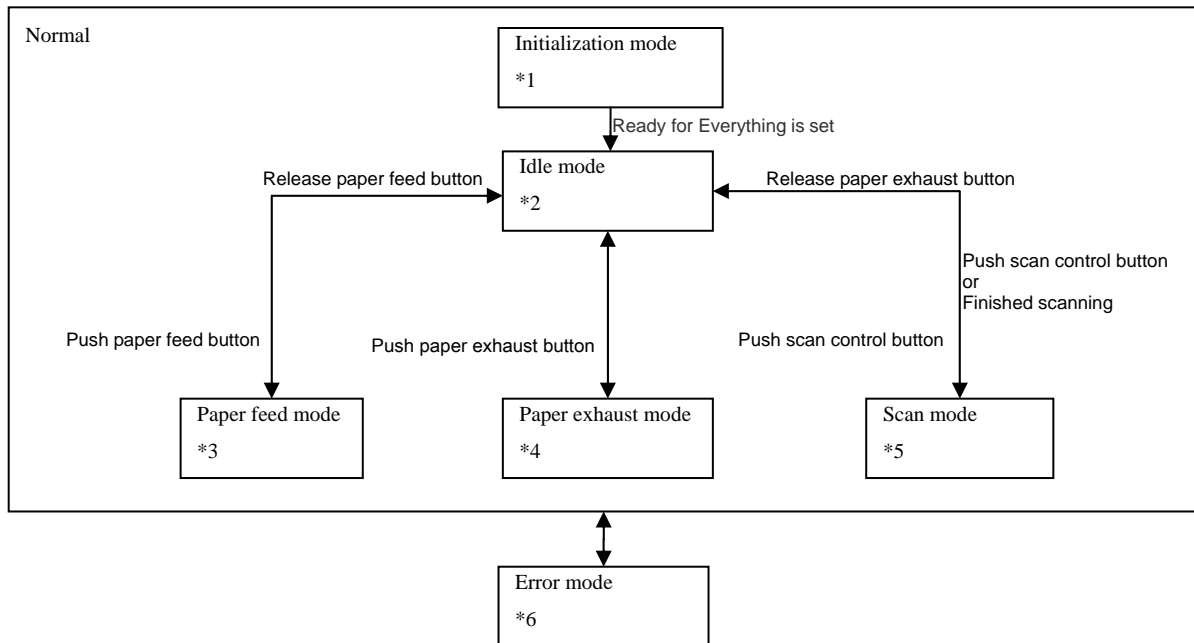 Normal
Initialization mode
*1
Ready for Everything is set
Idle mode
*2
Release paper feed button
Release paper exhaust button
Push scan control button
or
Finished scanning
Push paper feed button
Push paper exhaust button
Push scan control button
Paper feed mode
*3
Paper exhaust mode
*4
Scan mode
*5
Error mode
*6